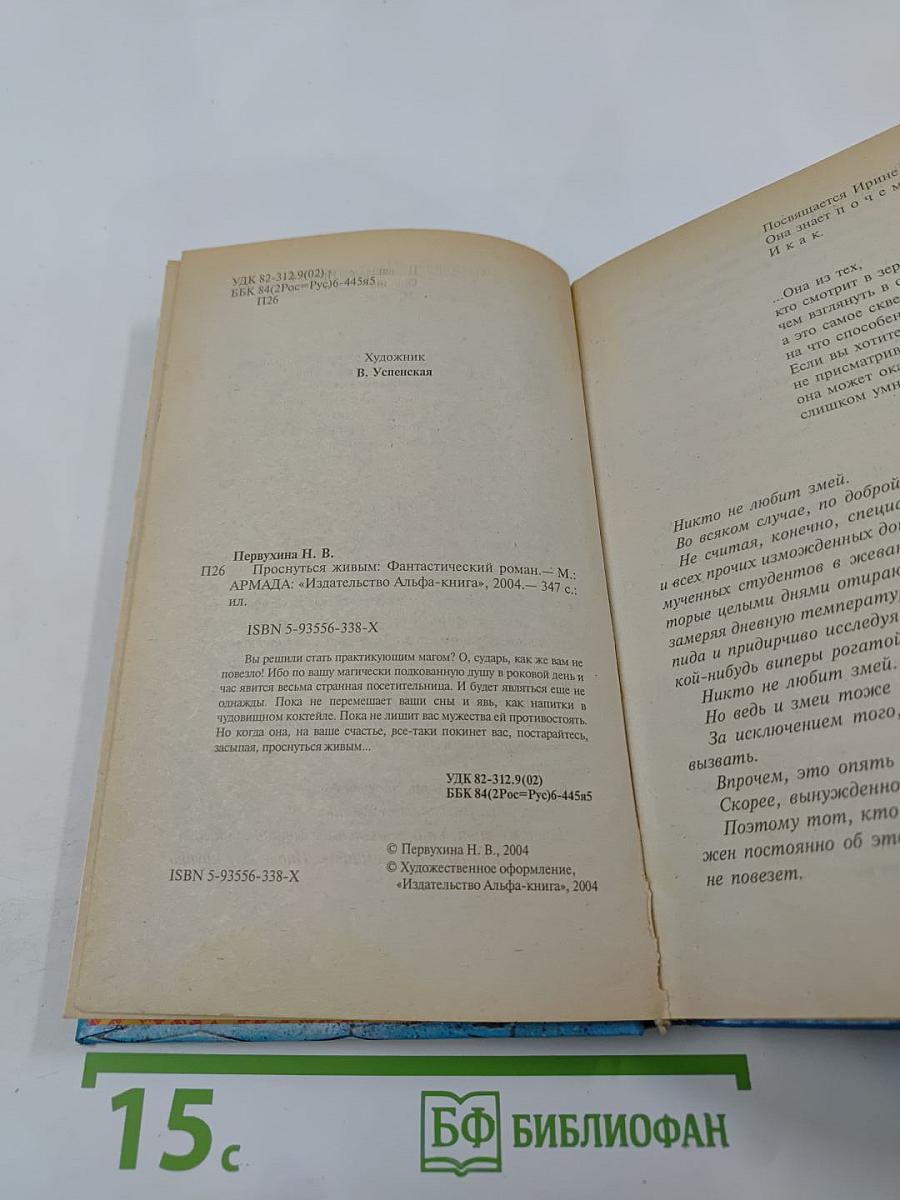 УДК 82-312.9(02)
ББК 84(2Рос=Рус)6-445я5
П26
Художник
В. Успенская
Первухина Н. В.
П26 Проснуться живым: Фантастический роман.— М.:
АРМАДА: «Издательство Альфа-книга», 2004.— 347 с.:
ил.
ISBN 5-93556-338-X
Вы решили стать практикующим магом? О, сударь, как же вам не
повезло! Ибо по вашу магически подкованную душу в роковой день и
час явится весьма странная посетительница. И будет являться еще не
однажды. Пока не перемешает ваши сны и явь, как напитки в
чудовищном коктейле. Пока не лишит вас мужества ей противостоять.
Но когда она, на ваше счастье, все-таки покинет вас, постарайтесь,
засыпая, проснуться живым...
УДК 82-312.9(02)
ББК 84(2Рос=Рус)6-445я5
© Первухина Н. В., 2004
© Художественное оформление,
«Издательство Альфа-книга», 2004
ISBN 5-93556-338-X
Посвящается Ирине
Она знает п о ч е м
И к а к.
...Она из тех,
кто смотрит в зер
чем взглянуть в с
а это самое скве
на что способен
Если вы хотите
не присматрив
она может ока
слишком умн
Никто не любит змей.
Во всяком случае, по доброй
Не считая, конечно, специа
и всех прочих изможденных до
мученных студентов в жева
торые целыми днями отираю
замеряя дневную температу
пида и придирчиво исследуя
кой-нибудь виперы рогатой
Никто не любит змей.
Но ведь и змеи тоже
За исключением того,
вызвать.
Впрочем, это опять
Скорее, вынужденно
Поэтому тот, кто
жен постоянно об это
не повезет.
15 с
БФ БИБЛИОФАН